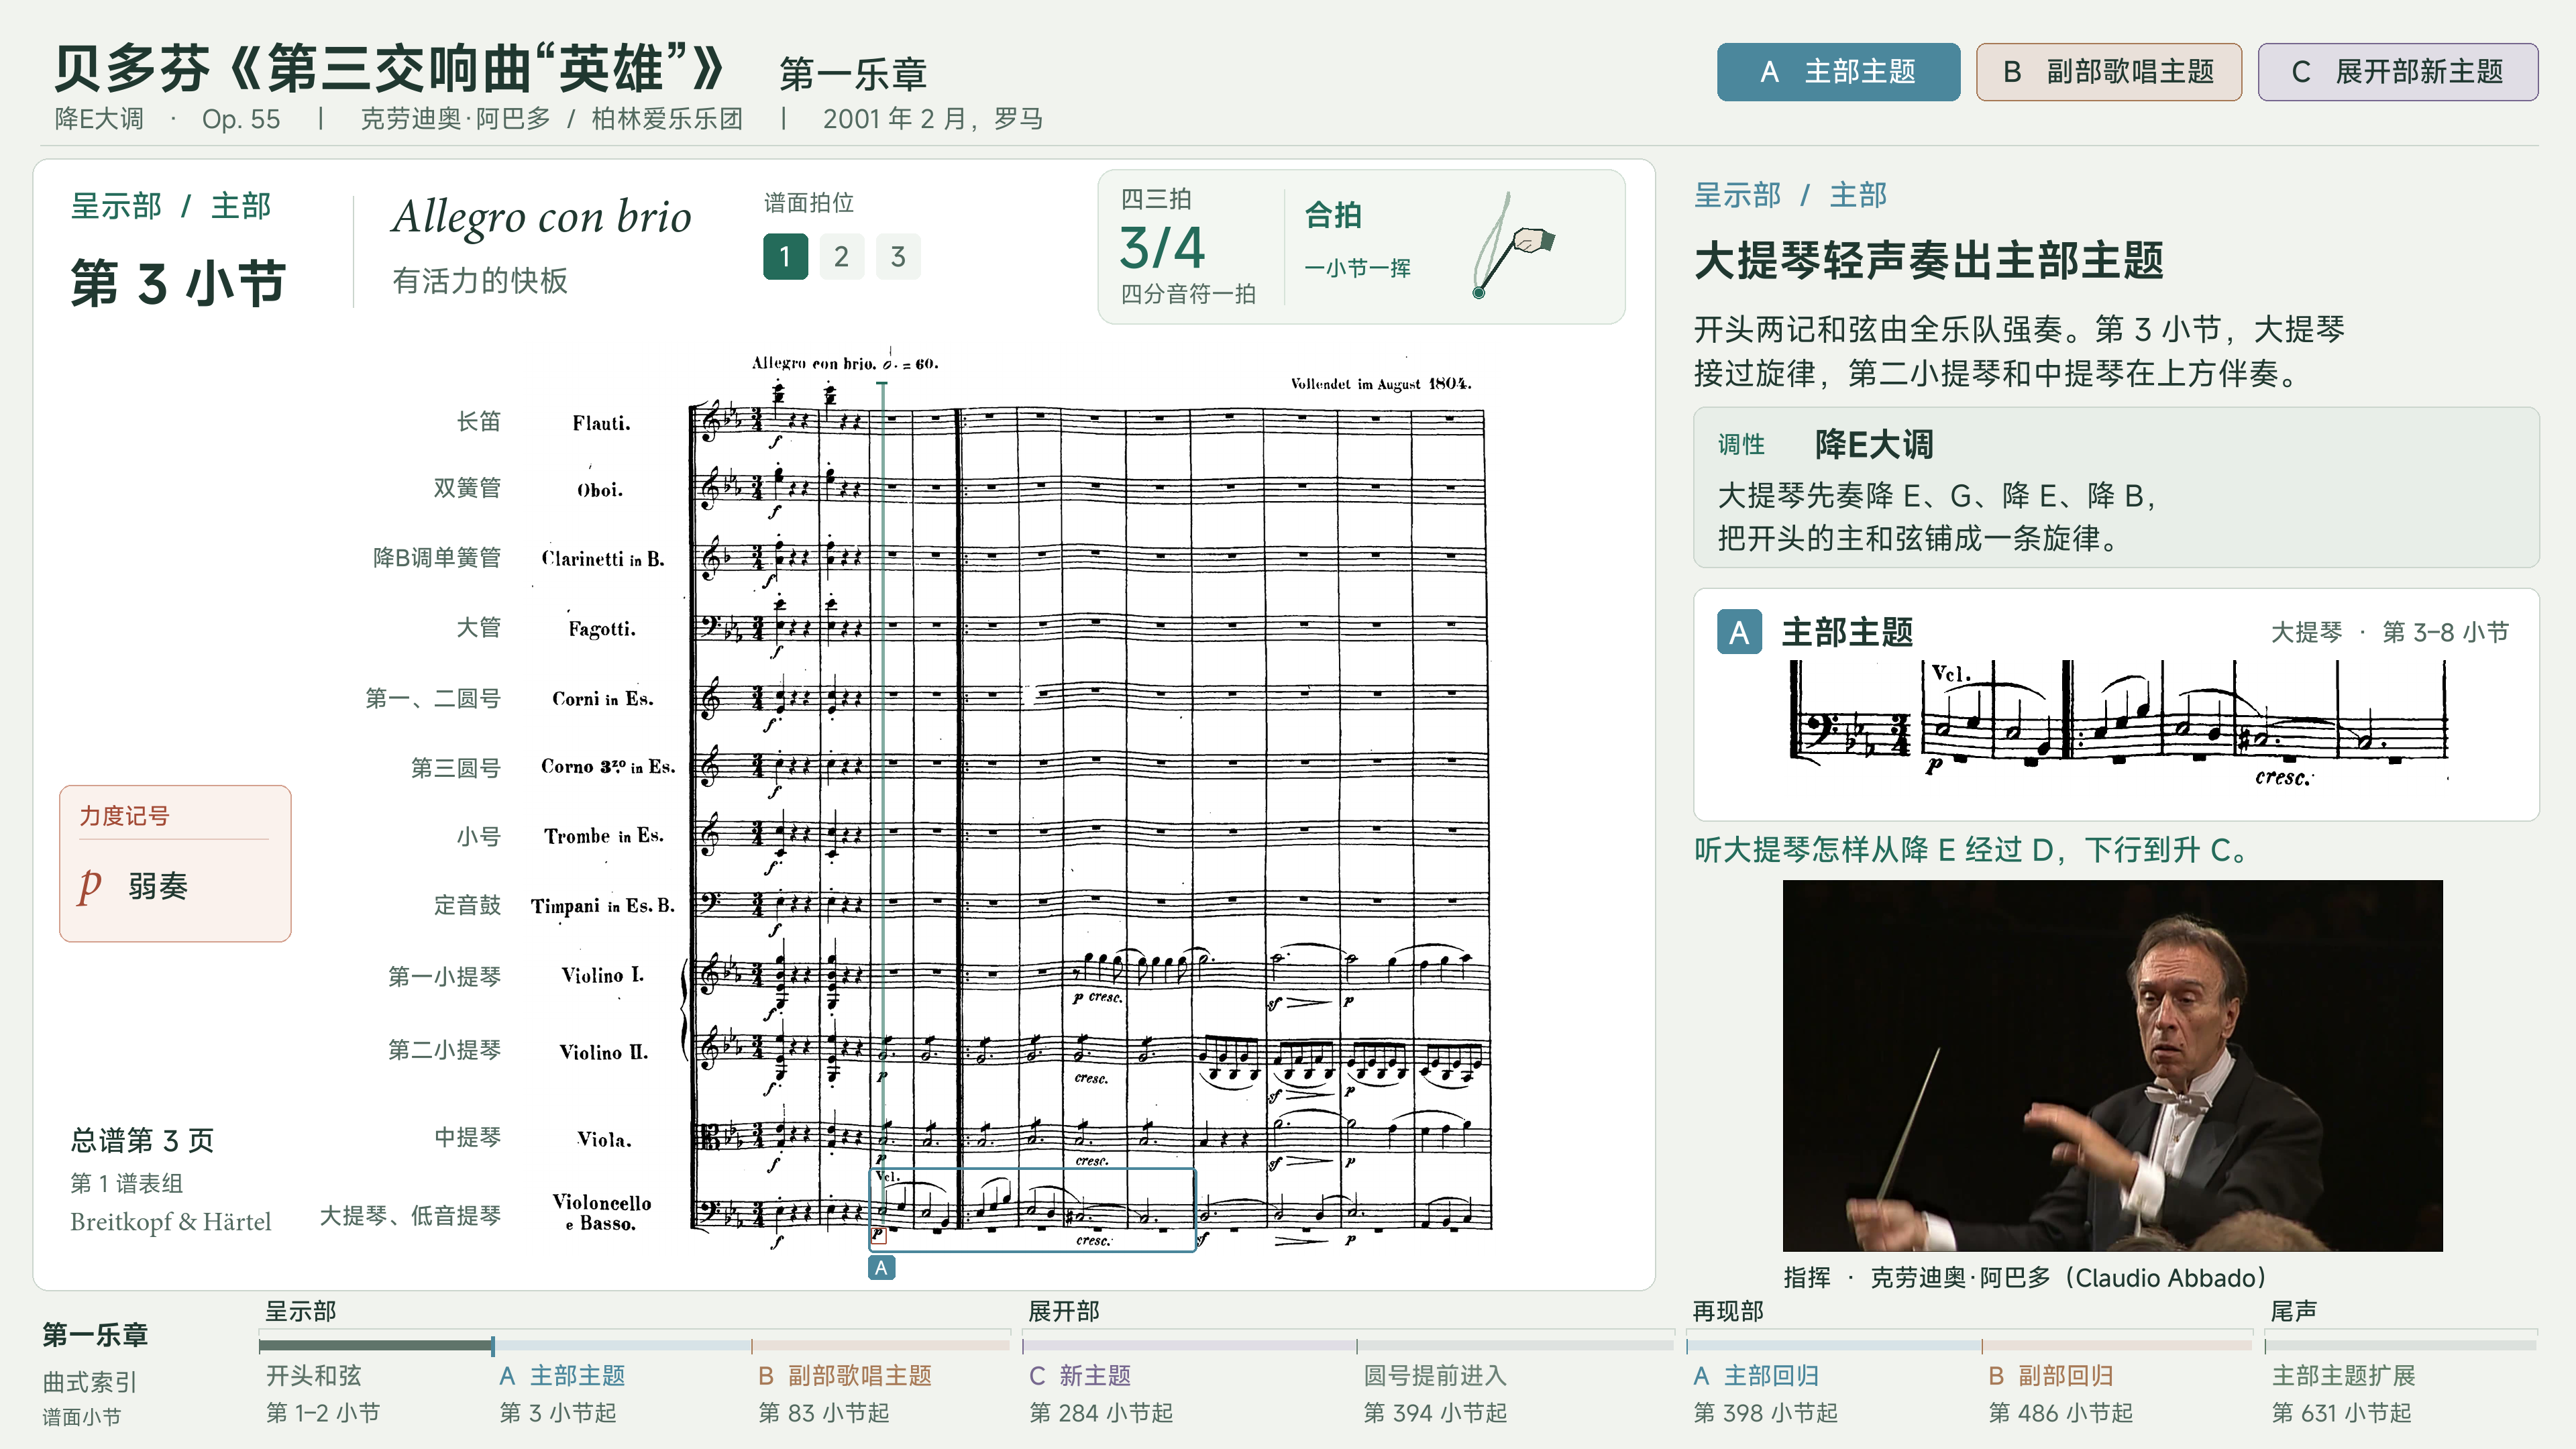 贝多芬《第三交响曲“英雄”》 第一乐章
降E大调 · Op. 55 | 克劳迪奥·阿巴多 / 柏林爱乐乐团 | 2001 年 2 月，罗马
A 主部主题
B 副部歌唱主题
C 展开部新主题
呈示部 / 主部
第 3 小节
Allegro con brio
有活力的快板
谱面拍位
1 2 3
四三拍
3/4
四分音符一拍
合拍
一小节一挥
Allegro con brio. 𝅗𝅥. = 60.
Vollendet im August 1804.
长笛 Flauti.
双簧管 Oboi.
降B调单簧管 Clarinetti in B.
大管 Fagotti.
第一、二圆号 Corni in Es.
第三圆号 Corno 3zo in Es.
小号 Trombe in Es.
定音鼓 Timpani in Es. B.
第一小提琴 Violino I.
p cresc.
sf p
第二小提琴 Violino II.
p cresc. sf p
中提琴 Viola.
p cresc. sf p
大提琴、低音提琴 Violoncello
e Basso.
Vcl.
f p cresc. sf p
A
力度记号
p 弱奏
总谱第 3 页
第 1 谱表组
Breitkopf & Härtel
呈示部 / 主部
大提琴轻声奏出主部主题
开头两记和弦由全乐队强奏。第 3 小节，大提琴
接过旋律，第二小提琴和中提琴在上方伴奏。
调性 降E大调
大提琴先奏降 E、G、降 E、降 B，
把开头的主和弦铺成一条旋律。
A 主部主题 大提琴 · 第 3–8 小节
Vcl.
p cresc.
听大提琴怎样从降 E 经过 D，下行到升 C。
指挥 · 克劳迪奥·阿巴多（Claudio Abbado）
第一乐章
曲式索引
谱面小节
呈示部
开头和弦
第 1–2 小节
A 主部主题
第 3 小节起
B 副部歌唱主题
第 83 小节起
展开部
C 新主题
第 284 小节起
圆号提前进入
第 394 小节起
再现部
A 主部回归
第 398 小节起
B 副部回归
第 486 小节起
尾声
主部主题扩展
第 631 小节起